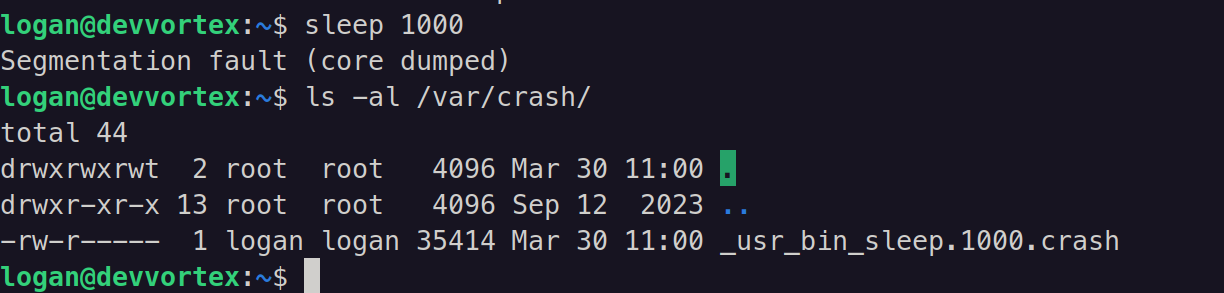 logan@devvortex:~$ sleep 1000
Segmentation fault (core dumped)
logan@devvortex:~$ ls -al /var/crash/
total 44
drwxrwxrwt  2 root  root   4096 Mar 30 11:00 .
drwxr-xr-x 13 root  root   4096 Sep 12  2023 ..
-rw-r-----  1 logan logan 35414 Mar 30 11:00 _usr_bin_sleep.1000.crash
logan@devvortex:~$